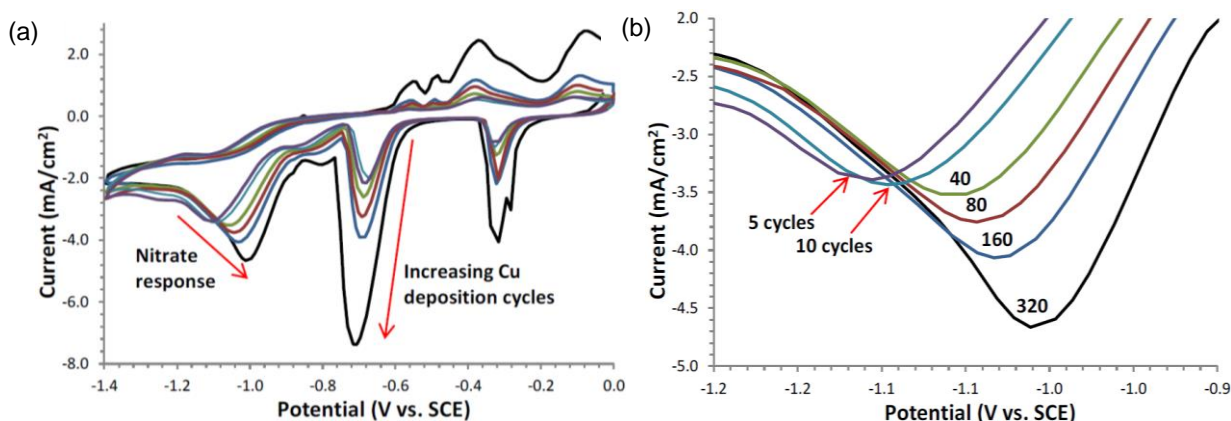 (a)
4.0
2.0
0.0
-2.0
-4.0
-6.0
-8.0
Current (mA/cm²)
Nitrate
response
Increasing Cu
deposition cycles
-1.4
-1.2
-1.0
-0.8
-0.6
-0.4
-0.2
0.0
Potential (V vs. SCE)
(b)
2.0
-2.5
-3.0
-3.5
-4.0
-4.5
-5.0
Current (mA/cm²)
5 cycles
10 cycles
40
80
160
320
-1.2
-1.1
-1.1
-1.0
-1.0
-0.9
Potential (V vs. SCE)